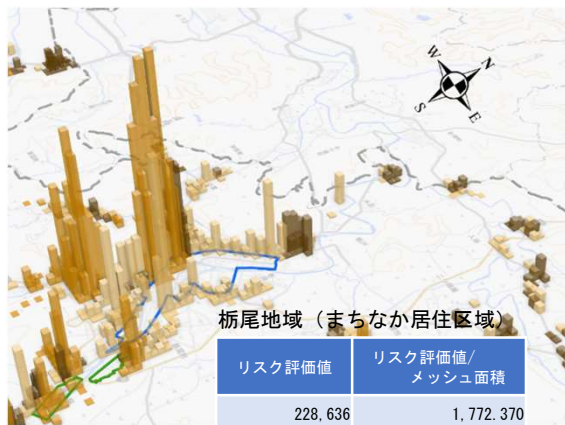 W
N
S
E
栃尾地域（まちなか居住区域）
リスク評価値
リスク評価値/
メッシュ面積
228,636
1,772.370